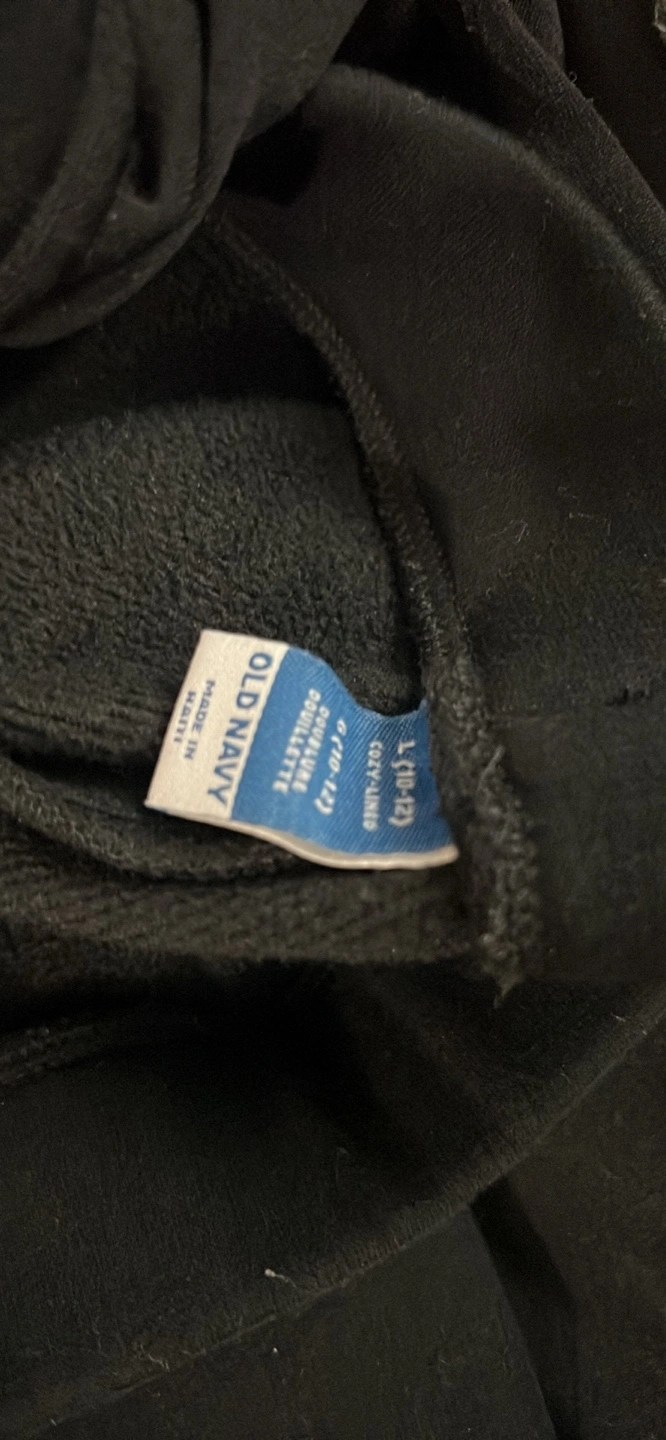 OLD NAVY
MADE IN
HAITI
L (10-12)
COZY-LINED
G (10-12)
DOUBLURE
DOUILLETTE